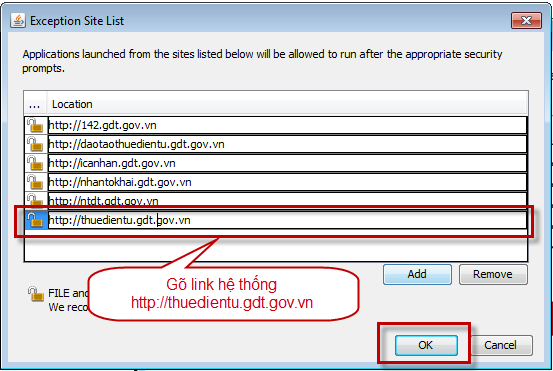 Exception Site List
Applications launched from the sites listed below will be allowed to run after the appropriate security
prompts.
... Location
http://142.gdt.gov.vn
http://daotaothuedientu.gdt.gov.vn
http://icanhan.gdt.gov.vn
http://nhantokhai.gdt.gov.vn
http://ntdt.gdt.gov.vn
http://thuedientu.gdt.gov.vn
Add Remove
Gõ link hệ thống
http://thuedientu.gdt.gov.vn
FILE and
We reco
OK Cancel